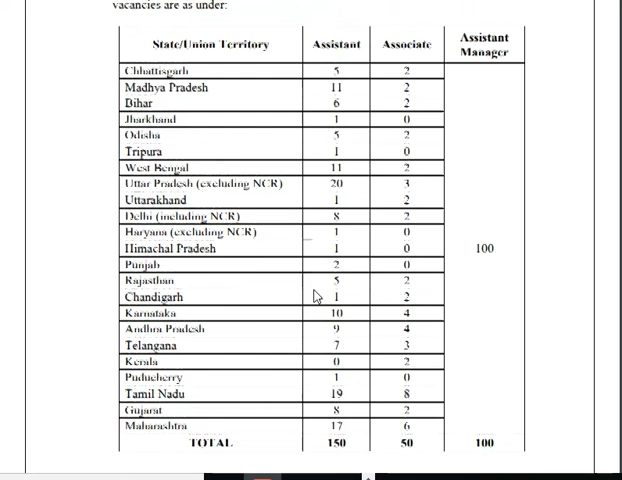 vacancies are as under:
State/Union Territory Assistant Associate Assistant Manager
Chhattisgarh 5 2
Madhya Pradesh 11 2
Bihar 6 2
Jharkhand 1 0
Odisha 5 2
Tripura 1 0
West Bengal 11 2
Uttar Pradesh (excluding NCR) 20 3
Uttarakhand 1 2
Delhi (including NCR) 8 2
Haryana (excluding NCR) 1 0
Himachal Pradesh 1 0 100
Punjab 2 0
Rajasthan 5 2
Chandigarh 1 2
Karnataka 10 4
Andhra Pradesh 9 4
Telangana 7 3
Kerala 0 2
Puducherry 1 0
Tamil Nadu 19 8
Gujarat 8 2
Maharashtra 17 6
TOTAL 150 50 100